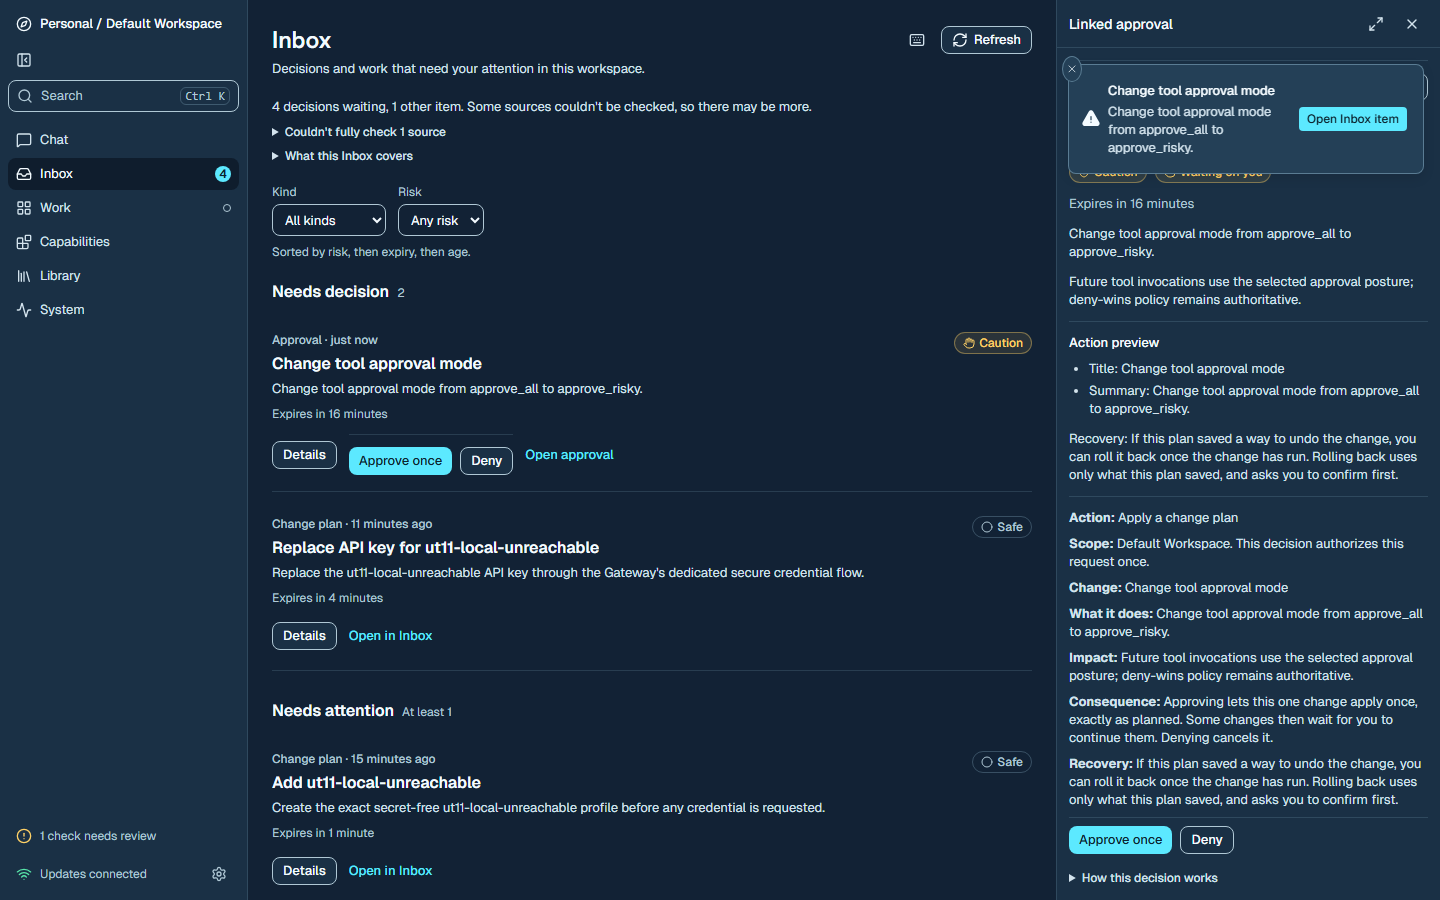 Personal / Default Workspace
Search
Ctrl K
Chat
Inbox
4
Work
Capabilities
Library
System
1 check needs review
Updates connected
Inbox
Refresh
Decisions and work that need your attention in this workspace.
4 decisions waiting, 1 other item. Some sources couldn't be checked, so there may be more.
Couldn't fully check 1 source
What this Inbox covers
Kind
Risk
All kinds
Any risk
Sorted by risk, then expiry, then age.
Needs decision 2
Approval · just now
Caution
Change tool approval mode
Change tool approval mode from approve_all to approve_risky.
Expires in 16 minutes
Details
Approve once
Deny
Open approval
Change plan · 11 minutes ago
Safe
Replace API key for ut11-local-unreachable
Replace the ut11-local-unreachable API key through the Gateway's dedicated secure credential flow.
Expires in 4 minutes
Details
Open in Inbox
Needs attention At least 1
Change plan · 15 minutes ago
Safe
Add ut11-local-unreachable
Create the exact secret-free ut11-local-unreachable profile before any credential is requested.
Expires in 1 minute
Details
Open in Inbox
Linked approval
Change tool approval mode
Change tool approval mode
from approve_all to
approve_risky.
Open Inbox item
Caution
Waiting on you
Expires in 16 minutes
Change tool approval mode from approve_all to
approve_risky.
Future tool invocations use the selected approval posture;
deny-wins policy remains authoritative.
Action preview
• Title: Change tool approval mode
• Summary: Change tool approval mode from approve_all
to approve_risky.
Recovery: If this plan saved a way to undo the change, you
can roll it back once the change has run. Rolling back uses
only what this plan saved, and asks you to confirm first.
Action: Apply a change plan
Scope: Default Workspace. This decision authorizes this
request once.
Change: Change tool approval mode
What it does: Change tool approval mode from approve_all
to approve_risky.
Impact: Future tool invocations use the selected approval
posture; deny-wins policy remains authoritative.
Consequence: Approving lets this one change apply once,
exactly as planned. Some changes then wait for you to
continue them. Denying cancels it.
Recovery: If this plan saved a way to undo the change, you
can roll it back once the change has run. Rolling back uses
only what this plan saved, and asks you to confirm first.
Approve once
Deny
How this decision works